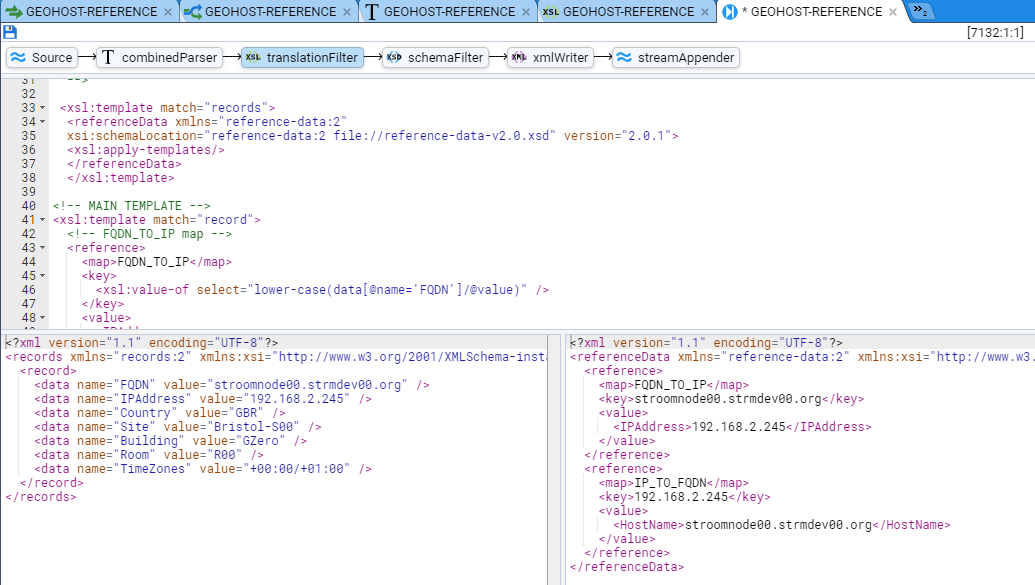 GEOHOST-REFERENCE × GEOHOST-REFERENCE × T GEOHOST-REFERENCE × XSL GEOHOST-REFERENCE × * GEOHOST-REFERENCE × » 2
[7132:1:1]
Source T combinedParser XSL translationFilter XSD schemaFilter XML xmlWriter streamAppender
31 -->
32
33 <xsl:template match="records">
34 <referenceData xmlns="reference-data:2"
35 xsi:schemaLocation="reference-data:2 file://reference-data-v2.0.xsd" version="2.0.1">
36 <xsl:apply-templates/>
37 </referenceData>
38 </xsl:template>
39
40 <!-- MAIN TEMPLATE -->
41 <xsl:template match="record">
42 <!-- FQDN_TO_IP map -->
43 <reference>
44 <map>FQDN_TO_IP</map>
45 <key>
46 <xsl:value-of select="lower-case(data[@name='FQDN']/@value)" />
47 </key>
48 <value>
<?xml version="1.1" encoding="UTF-8"?>
<records xmlns="records:2" xmlns:xsi="http://www.w3.org/2001/XMLSchema-insta
<record>
<data name="FQDN" value="stroomnode00.strmdev00.org" />
<data name="IPAddress" value="192.168.2.245" />
<data name="Country" value="GBR" />
<data name="Site" value="Bristol-S00" />
<data name="Building" value="GZero" />
<data name="Room" value="R00" />
<data name="TimeZones" value="+00:00/+01:00" />
</record>
</records>
<?xml version="1.1" encoding="UTF-8"?>
<referenceData xmlns="reference-data:2" xmlns:xsi="http://www.w3.
<reference>
<map>FQDN_TO_IP</map>
<key>stroomnode00.strmdev00.org</key>
<value>
<IPAddress>192.168.2.245</IPAddress>
</value>
</reference>
<reference>
<map>IP_TO_FQDN</map>
<key>192.168.2.245</key>
<value>
<HostName>stroomnode00.strmdev00.org</HostName>
</value>
</reference>
</referenceData>